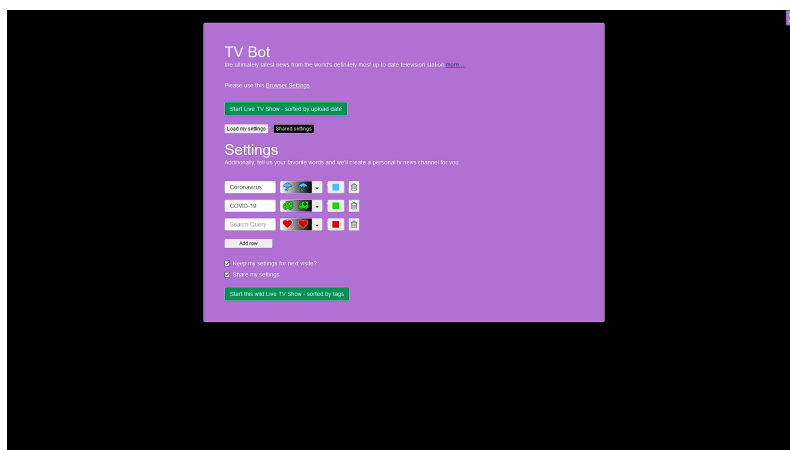 TV Bot
the ultimately latest news from the world's definitely most up to date television station more...
Please use this Browser Settings
Start Live TV Show - sorted by upload date
Load my settings Shared settings
Settings
Additionally, tell us your favorite words and we'll create a personal tv news channel for you.
Coronavirus
COVID-19
Search Query
Add row
Keep my settings for next visite?
Share my settings
Start this wild Live TV Show - sorted by tags